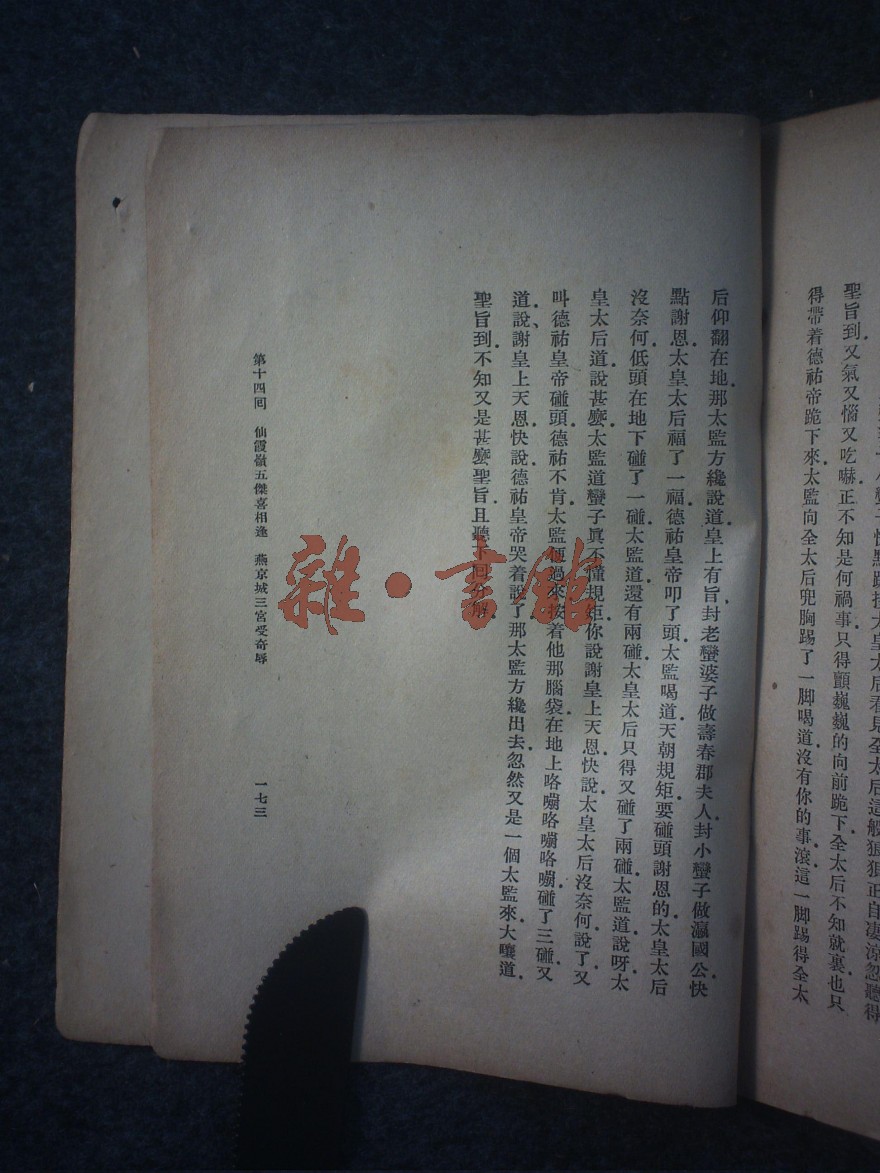 聖旨到．又氣又惱又吃嚇．正不知是何禍事．只得顫巍巍的向前跪下．全太后不知就裏．也只
得帶着德祐帝跪下來．太監向全太后兜胸踢了一脚．喝道．沒有你的事．滾．這一脚踢得全太
后仰翻在地．那太監方纔說道．皇上有旨．封老蠻婆子做壽春郡夫人．封小蠻子做瀛國公．快
點謝恩．太皇太后福了一福．德祐皇帝叩了頭．太監喝道．天朝規矩．要碰頭謝恩的．太皇太后
沒奈何．低頭在地下碰了一碰．太監道．還有兩碰．太皇太后只得又碰了兩碰．太監道．說呀．太
皇太后道．說甚麼．太監道．蠻子眞不懂規矩．你說謝皇上天恩．快說．太皇太后沒奈何．說了．又
叫德祐皇帝碰頭．德祐不肯．太監便過來按着他那腦袋．在地上咯嘣咯嘣咯嘣碰了三碰．又
道．說、謝皇上天恩．快說．德祐皇帝哭着說了．那太監方纔出去．忽然又是一個太監來．大嚷道．
聖旨到．不知又是甚麼聖旨．且聽下回分解．
第十四回　仙霞嶺五傑喜相逢　燕京城三宮受奇辱
一七三
雜・書館